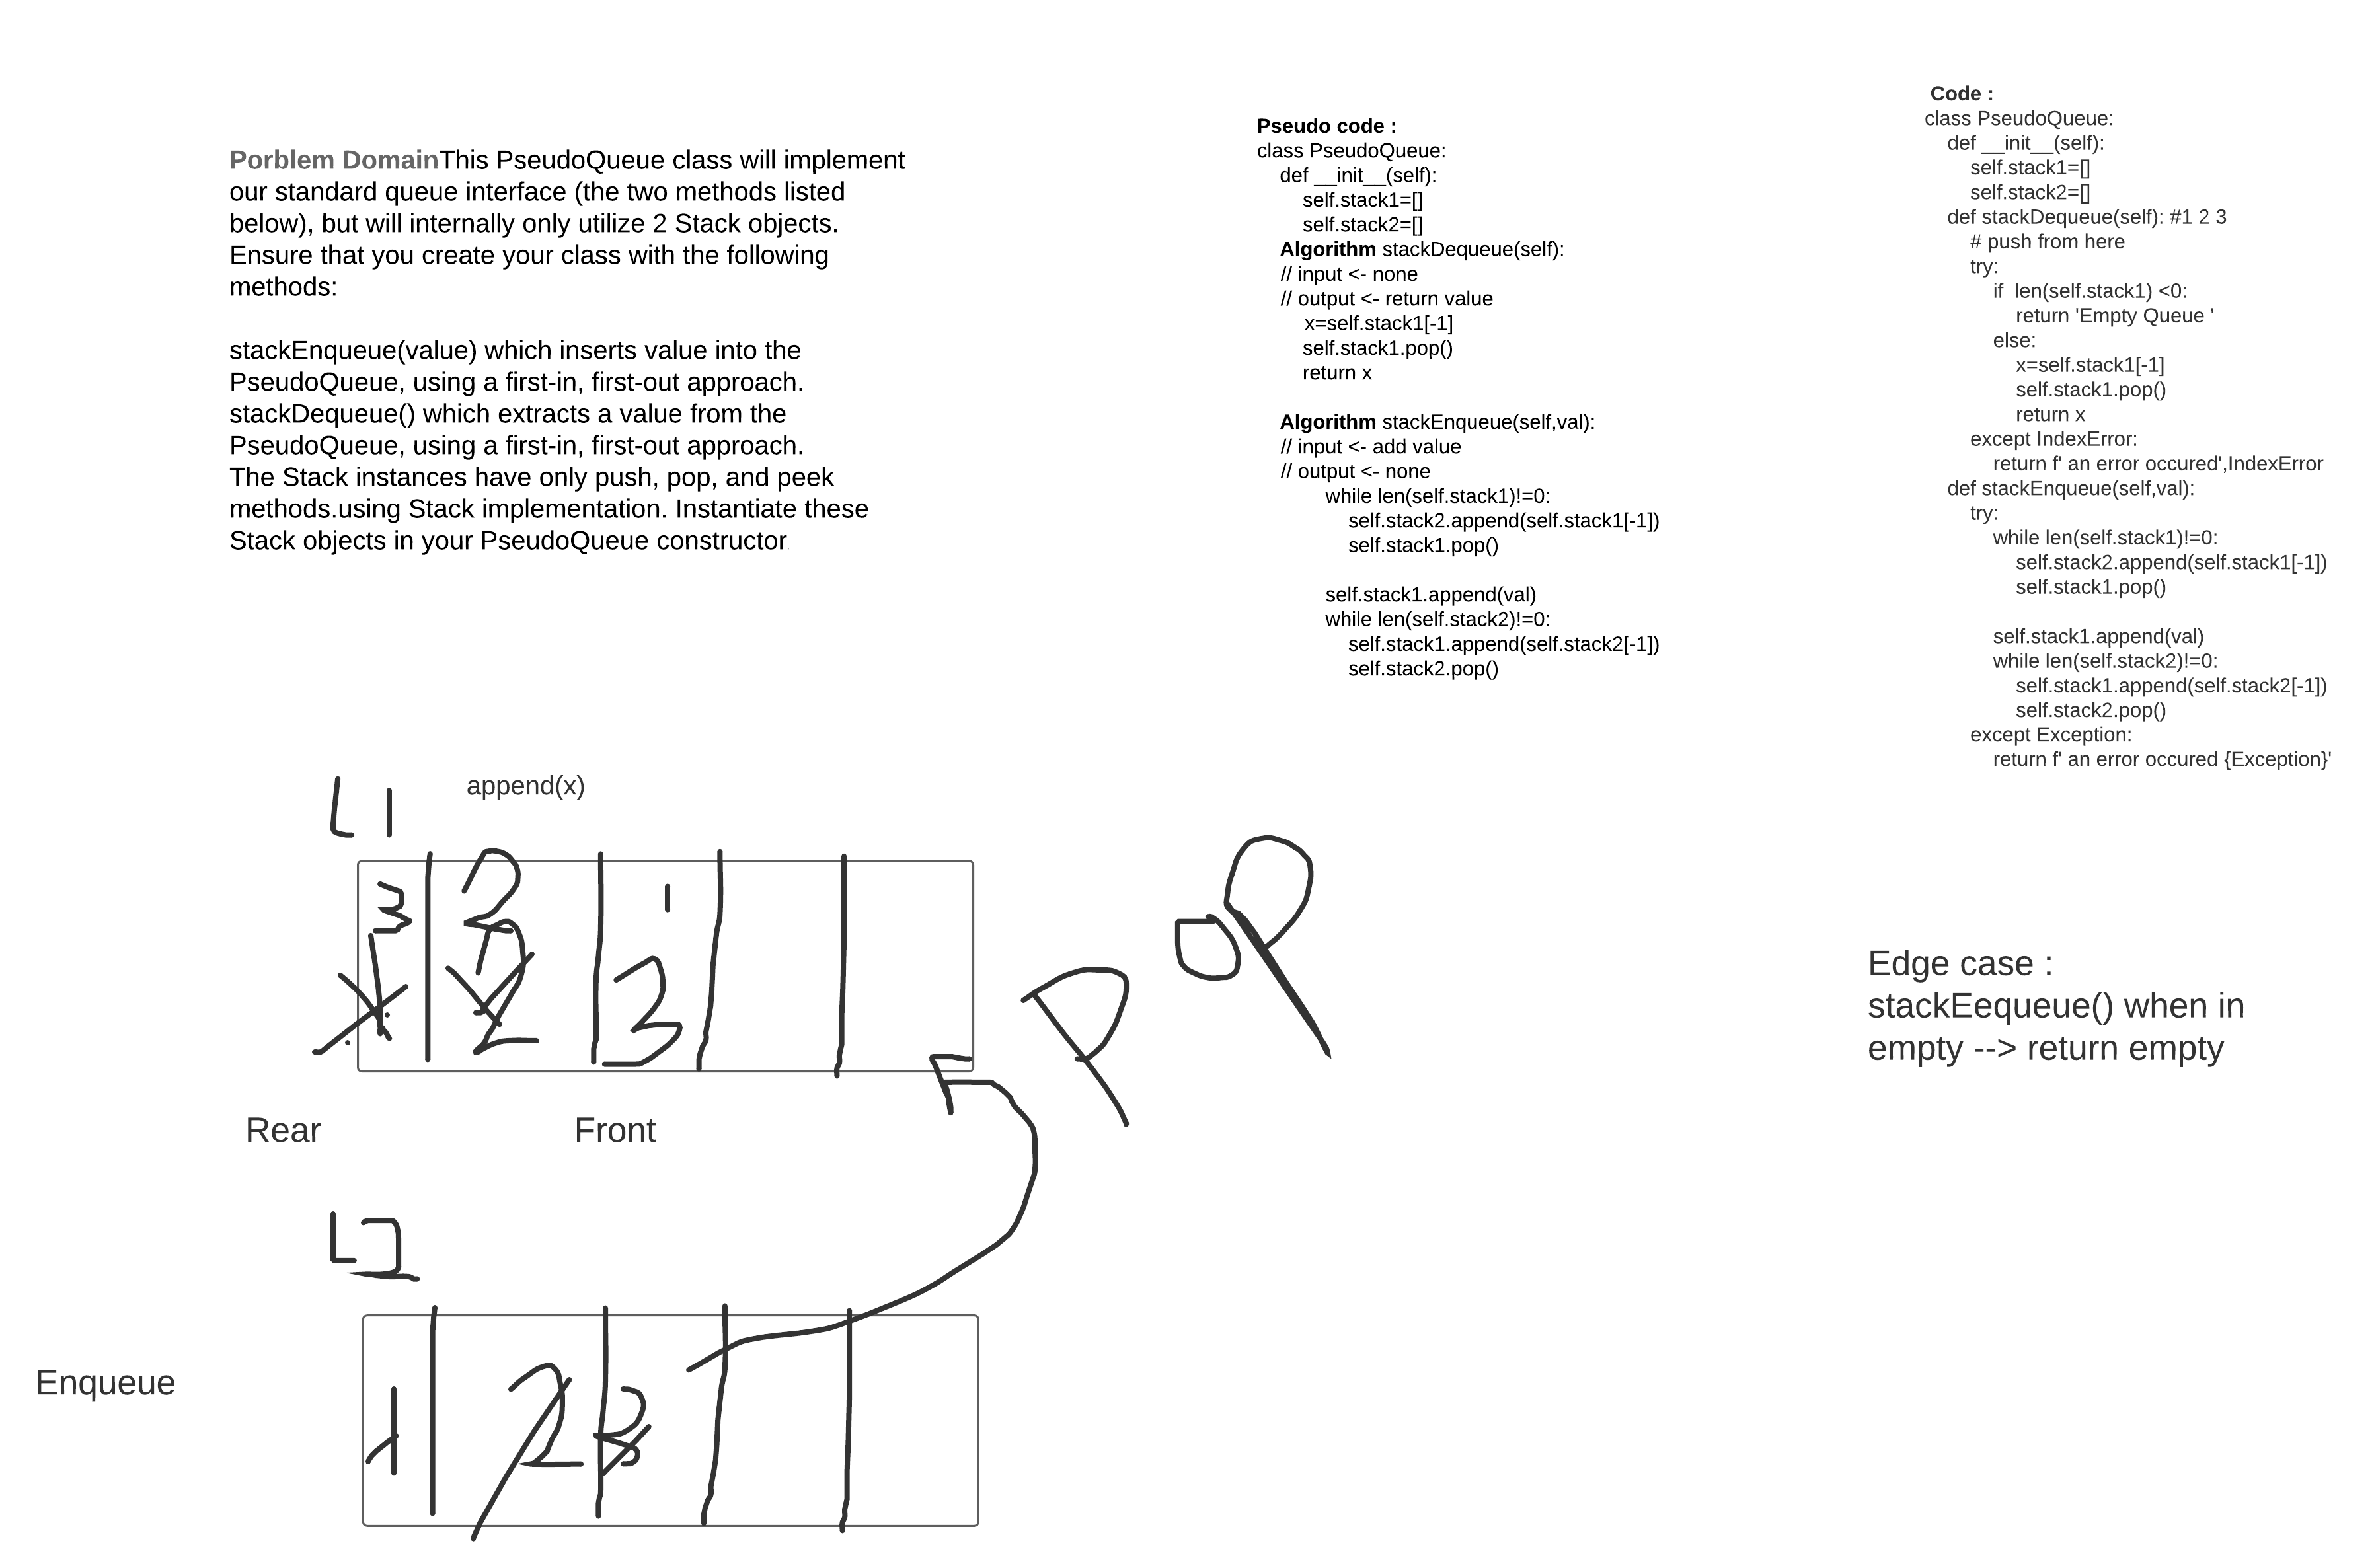 Porblem DomainThis PseudoQueue class will implement
our standard queue interface (the two methods listed
below), but will internally only utilize 2 Stack objects.
Ensure that you create your class with the following
methods:
stackEnqueue(value) which inserts value into the
PseudoQueue, using a first-in, first-out approach.
stackDequeue() which extracts a value from the
PseudoQueue, using a first-in, first-out approach.
The Stack instances have only push, pop, and peek
methods.using Stack implementation. Instantiate these
Stack objects in your PseudoQueue constructor.
Pseudo code :
class PseudoQueue:
def __init__(self):
self.stack1=[]
self.stack2=[]
Algorithm stackDequeue(self):
// input <- none
// output <- return value
x=self.stack1[-1]
self.stack1.pop()
return x
Algorithm stackEnqueue(self,val):
// input <- add value
// output <- none
while len(self.stack1)!=0:
self.stack2.append(self.stack1[-1])
self.stack1.pop()
self.stack1.append(val)
while len(self.stack2)!=0:
self.stack1.append(self.stack2[-1])
self.stack2.pop()
Code :
class PseudoQueue:
def __init__(self):
self.stack1=[]
self.stack2=[]
def stackDequeue(self): #1 2 3
# push from here
try:
if  len(self.stack1) <0:
return 'Empty Queue '
else:
x=self.stack1[-1]
self.stack1.pop()
return x
except IndexError:
return f' an error occured',IndexError
def stackEnqueue(self,val):
try:
while len(self.stack1)!=0:
self.stack2.append(self.stack1[-1])
self.stack1.pop()
self.stack1.append(val)
while len(self.stack2)!=0:
self.stack1.append(self.stack2[-1])
self.stack2.pop()
except Exception:
return f' an error occured {Exception}'
L1
append(x)
3 2 1
2 3
Rear
Front
Pop
Edge case :
stackEequeue() when in
empty --> return empty
L2
Enqueue
1 2 3